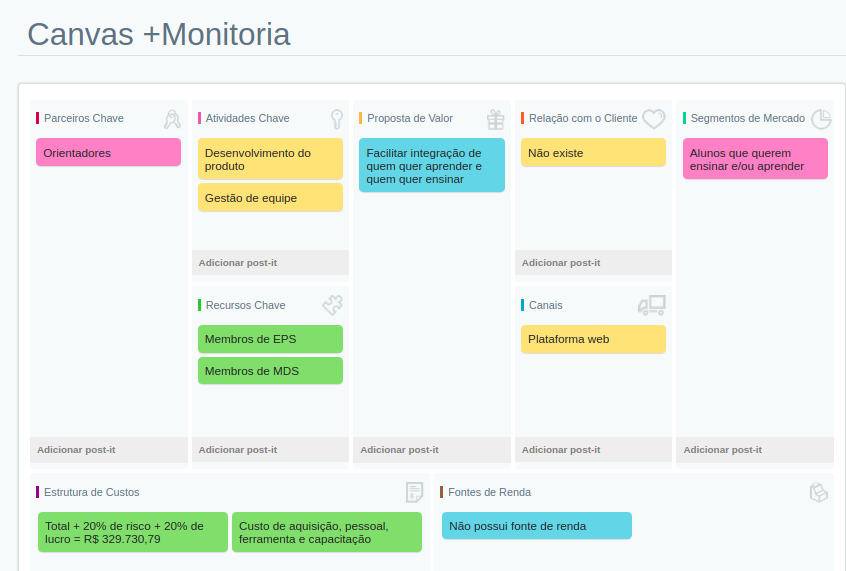 Canvas +Monitoria
Parceiros Chave
Orientadores
Adicionar post-it
Atividades Chave
Desenvolvimento do
produto
Gestão de equipe
Adicionar post-it
Recursos Chave
Membros de EPS
Membros de MDS
Adicionar post-it
Proposta de Valor
Facilitar integração de
quem quer aprender e
quem quer ensinar
Adicionar post-it
Relação com o Cliente
Não existe
Adicionar post-it
Canais
Plataforma web
Adicionar post-it
Segmentos de Mercado
Alunos que querem
ensinar e/ou aprender
Adicionar post-it
Estrutura de Custos
Total + 20% de risco + 20% de
lucro = R$ 329.730,79
Custo de aquisição, pessoal,
ferramenta e capacitação
Fontes de Renda
Não possui fonte de renda